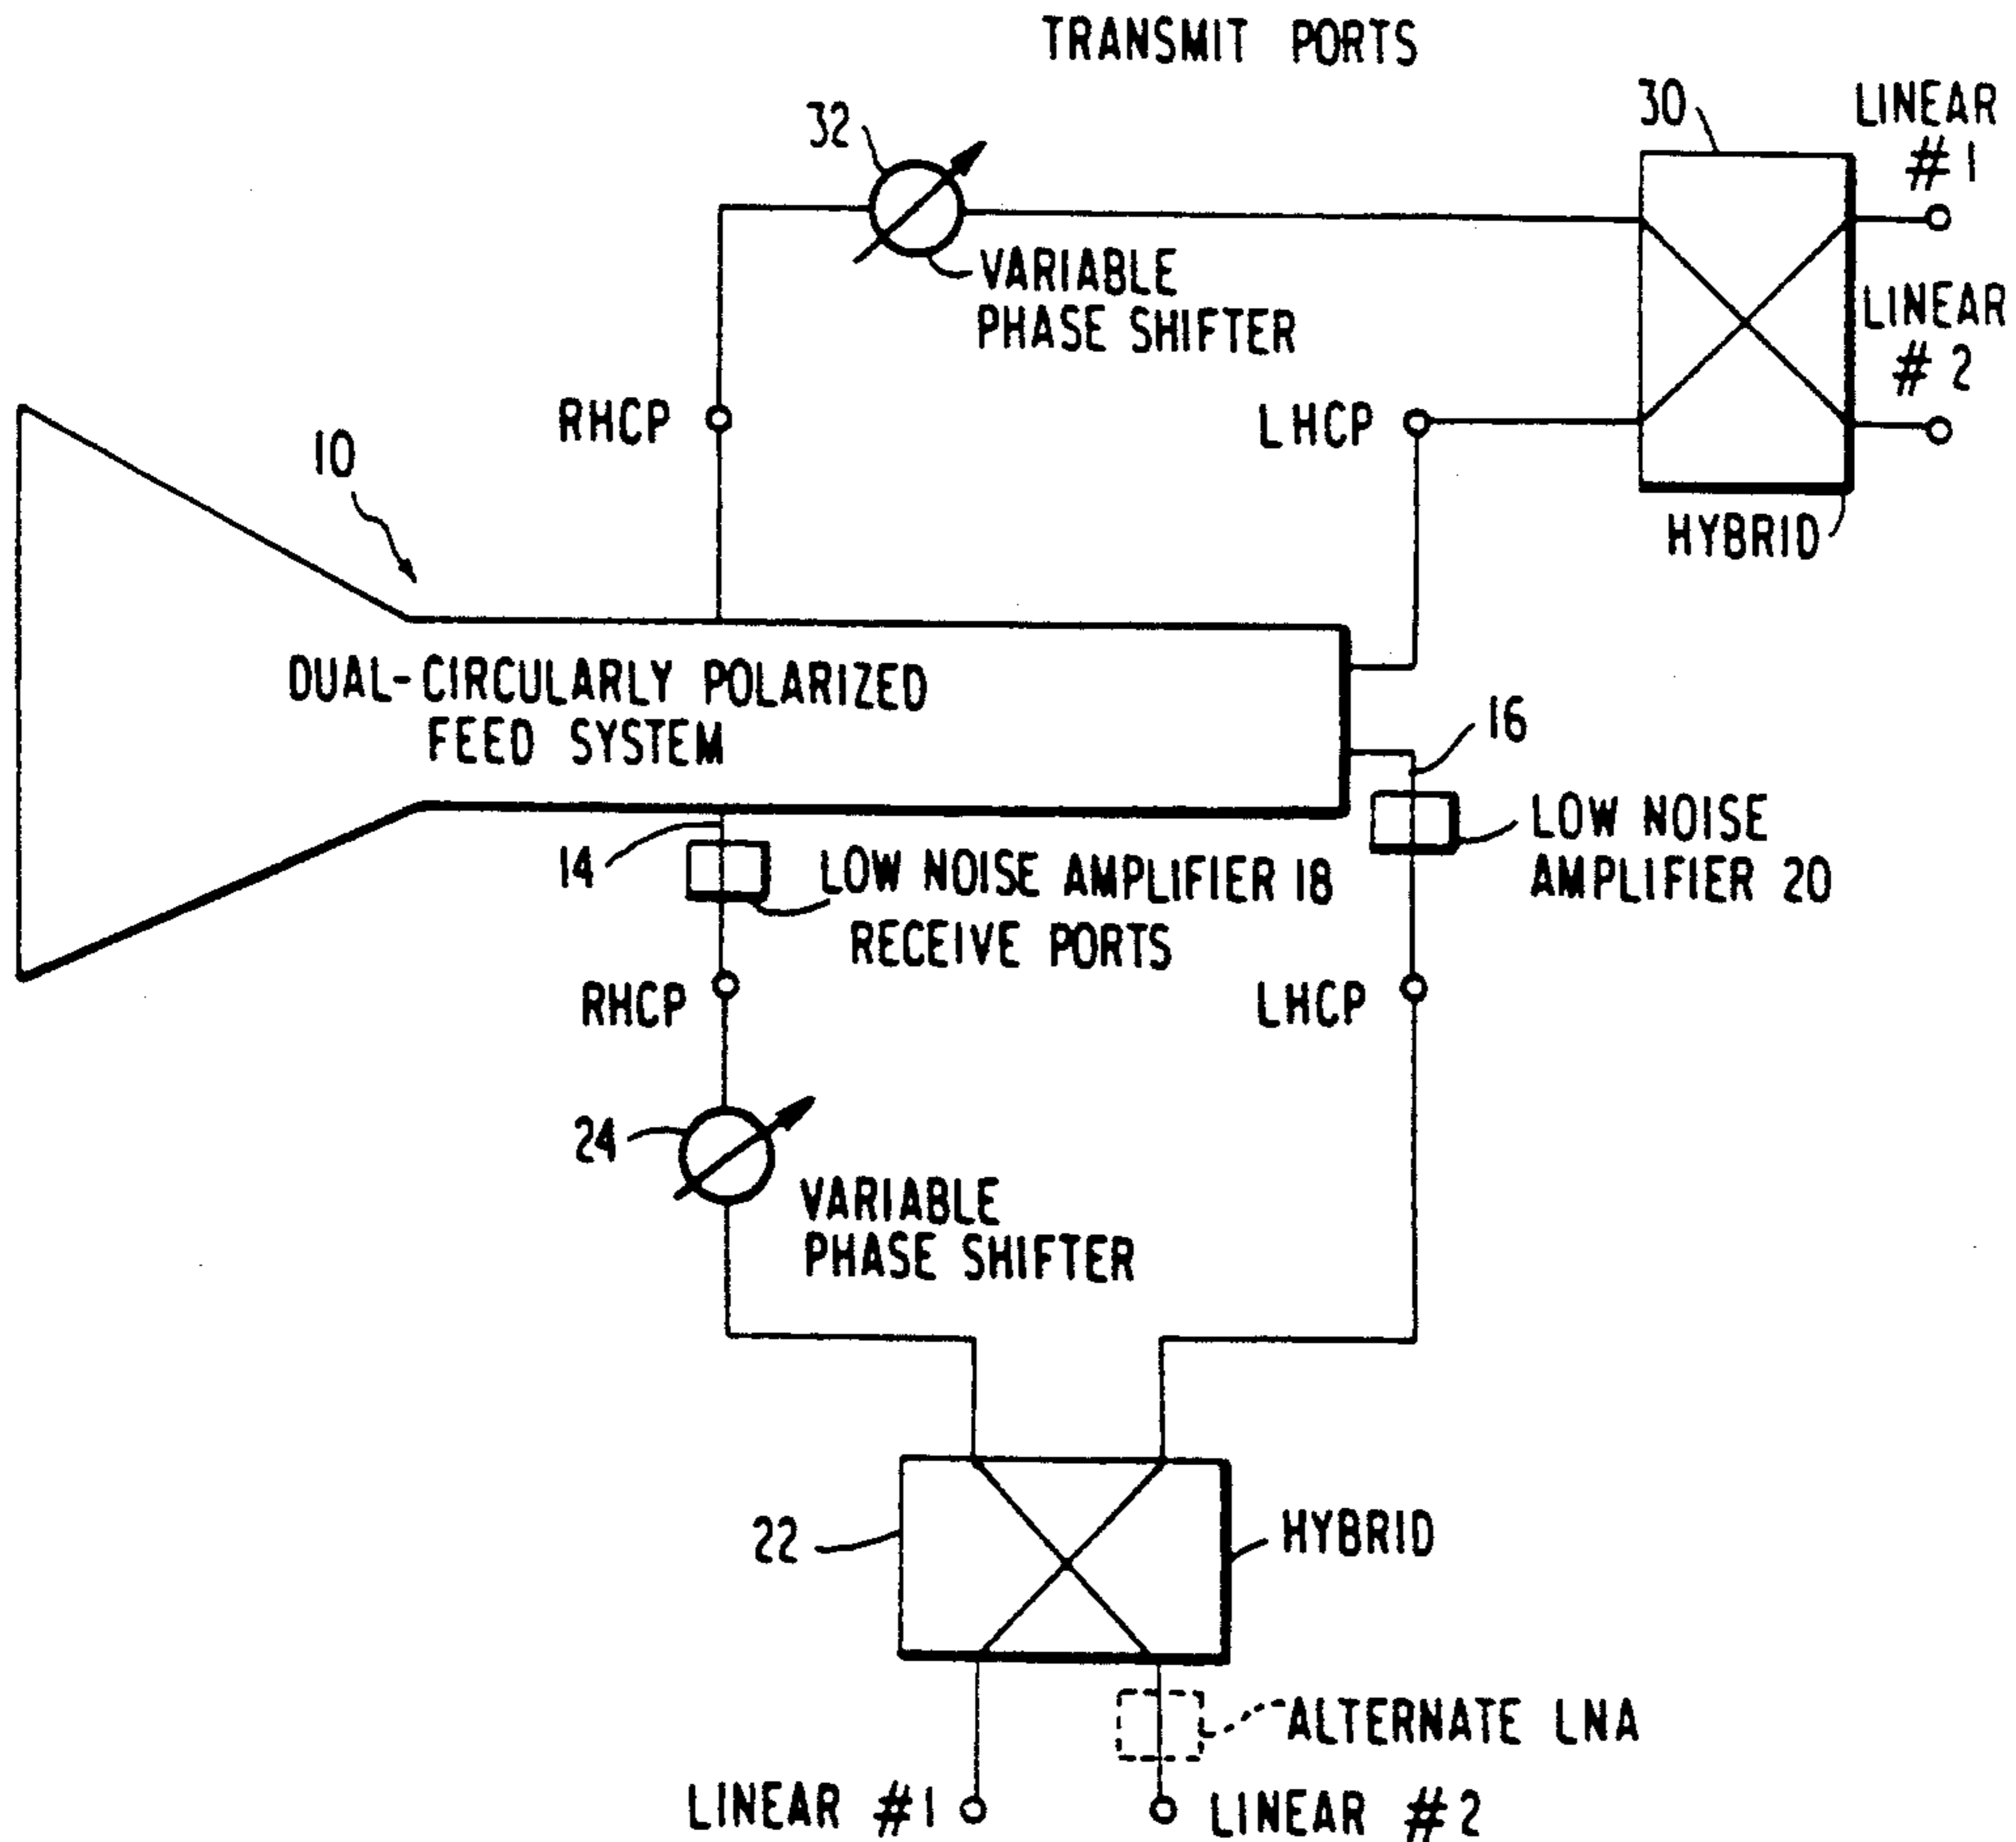 TRANSMIT PORTS
32
30
LINEAR
#1
VARIABLE
PHASE SHIFTER
LINEAR
#2
RHCP
LHCP
10
HYBRID
DUAL-CIRCULARLY POLARIZED
FEED SYSTEM
16
14
LOW NOISE AMPLIFIER 18
RECEIVE PORTS
LOW NOISE
AMPLIFIER 20
RHCP
LHCP
24
VARIABLE
PHASE SHIFTER
22
HYBRID
ALTERNATE LNA
LINEAR #1
LINEAR #2